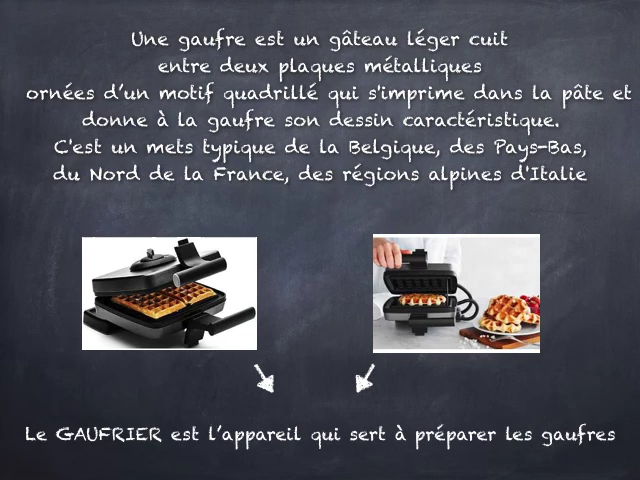 Une gaufre est un gâteau léger cuit
entre deux plaques métalliques
ornées d’un motif quadrillé qui s'imprime dans la pâte et
donne à la gaufre son dessin caractéristique.
C'est un mets typique de la Belgique, des Pays-Bas,
du Nord de la France, des régions alpines d'Italie
Le GAUFRIER est l’appareil qui sert à préparer les gaufres